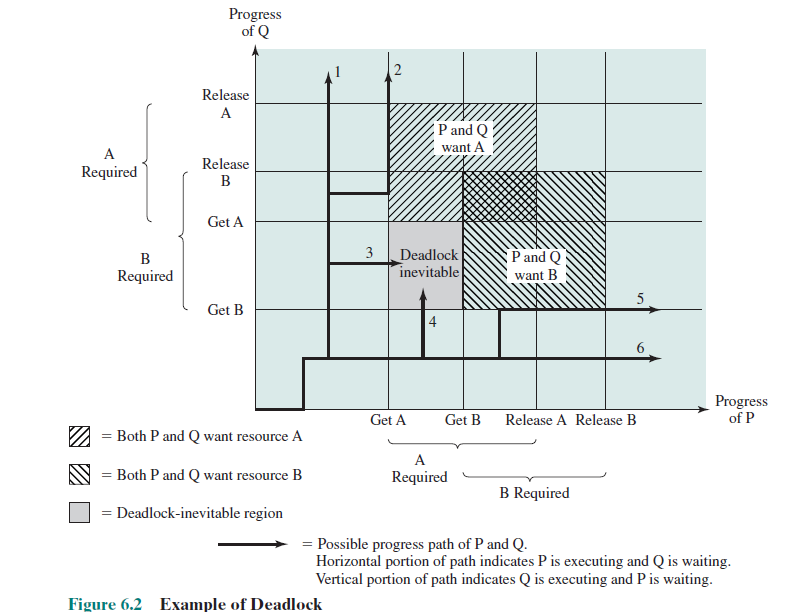 Progress
of Q
1
2
Release
A
P and Q
want A
A
Required
Release
B
Get A
B
Required
3
Deadlock
inevitable
P and Q
want B
Get B
4
5
6
Progress
of P
Get A
Get B
Release A
Release B
A
Required
B Required
= Both P and Q want resource A
= Both P and Q want resource B
= Deadlock-inevitable region
= Possible progress path of P and Q.
Horizontal portion of path indicates P is executing and Q is waiting.
Vertical portion of path indicates Q is executing and P is waiting.
Figure 6.2 Example of Deadlock